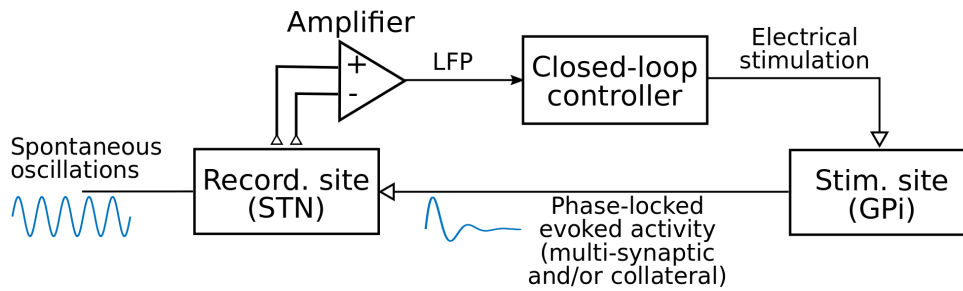 Amplifier
+
-
LFP
Closed-loop
controller
Electrical
stimulation
Spontaneous
oscillations
Record. site
(STN)
Phase-locked
evoked activity
(multi-synaptic
and/or collateral)
Stim. site
(GPi)